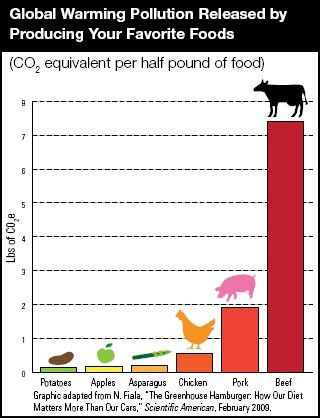 Global Warming Pollution Released by
Producing Your Favorite Foods
(CO₂ equivalent per half pound of food)
Lbs of CO₂e
8
7
6
5
4
3
2
1
0
Potatoes Apples Asparagus Chicken Pork Beef
Graphic adapted from N. Fiala, "The Greenhouse Hamburger: How Our Diet
Matters More Than Our Cars," Scientific American, February 2009.